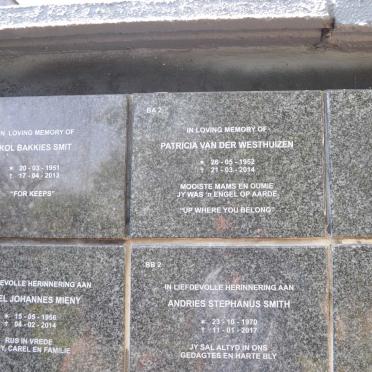 IN LOVING MEMORY OF
KOL BAKKIES SMIT
* 20 - 03 - 1951
† 17 - 04 - 2013
"FOR KEEPS"
BA 2
IN LOVING MEMORY OF
PATRICIA VAN DER WESTHUIZEN
* 26 - 05 - 1952
† 21 - 03 - 2014
MOOISTE MAMS EN OUMIE
JY WAS 'n ENGEL OP AARDE
"UP WHERE YOU BELONG"
DEVOLLE HERINNERING AAN
EL JOHANNES MIENY
* 15 - 05 - 1956
† 04 - 02 - 2014
RUS IN VREDE
Y, CAREL EN FAMILIE
BB 2
IN LIEFDEVOLLE HERINNERING AAN
ANDRIES STEPHANUS SMITH
* 23 - 10 - 1970
† 11 - 01 - 2017
JY SAL ALTYD IN ONS
GEDAGTES EN HARTE BLY